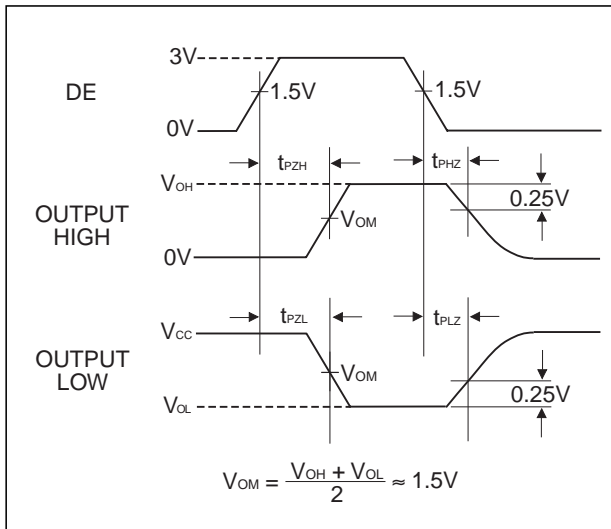 3V
DE
1.5V
1.5V
0V
tPZH
tPHZ
VOH
0.25V
OUTPUT
HIGH
VOM
0V
tPZL
tPLZ
VCC
OUTPUT
LOW
VOM
0.25V
VOL
VOM = VOH + VOL / 2 ≈ 1.5V